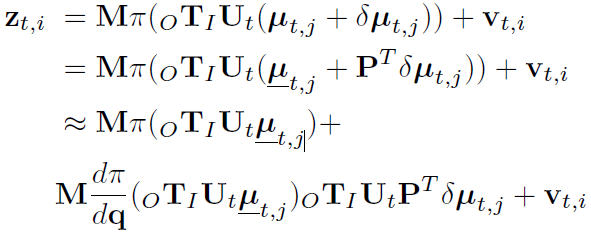 𝐳ₜ,ᵢ = 𝐌π(_O 𝐓_I 𝐔_t(𝛍_{t,j} + δ𝛍_{t,j})) + 𝐯_{t,i}
= 𝐌π(_O 𝐓_I 𝐔_t(𝛍̲_{t,j} + 𝐏^T δ𝛍_{t,j})) + 𝐯_{t,i}
≈ 𝐌π(_O 𝐓_I 𝐔_t 𝛍̲_{t,j}) +
𝐌 dπ/d𝐪 (_O 𝐓_I 𝐔_t 𝛍̲_{t,j}) _O 𝐓_I 𝐔_t 𝐏^T δ𝛍_{t,j} + 𝐯_{t,i}